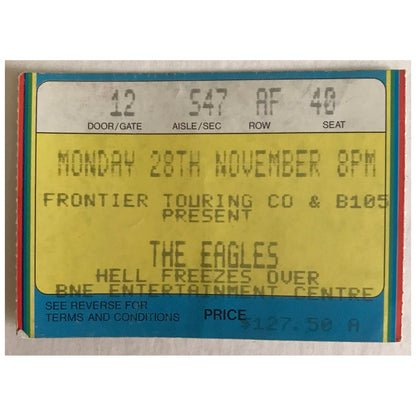 12 547 AF 40
DOOR/GATE AISLE/SEC ROW SEAT
MONDAY 28TH NOVEMBER 8PM
FRONTIER TOURING CO & B105
PRESENT
THE EAGLES
HELL FREEZES OVER
BNE ENTERTAINMENT CENTRE
SEE REVERSE FOR
TERMS AND CONDITIONS
PRICE
$127.50 A